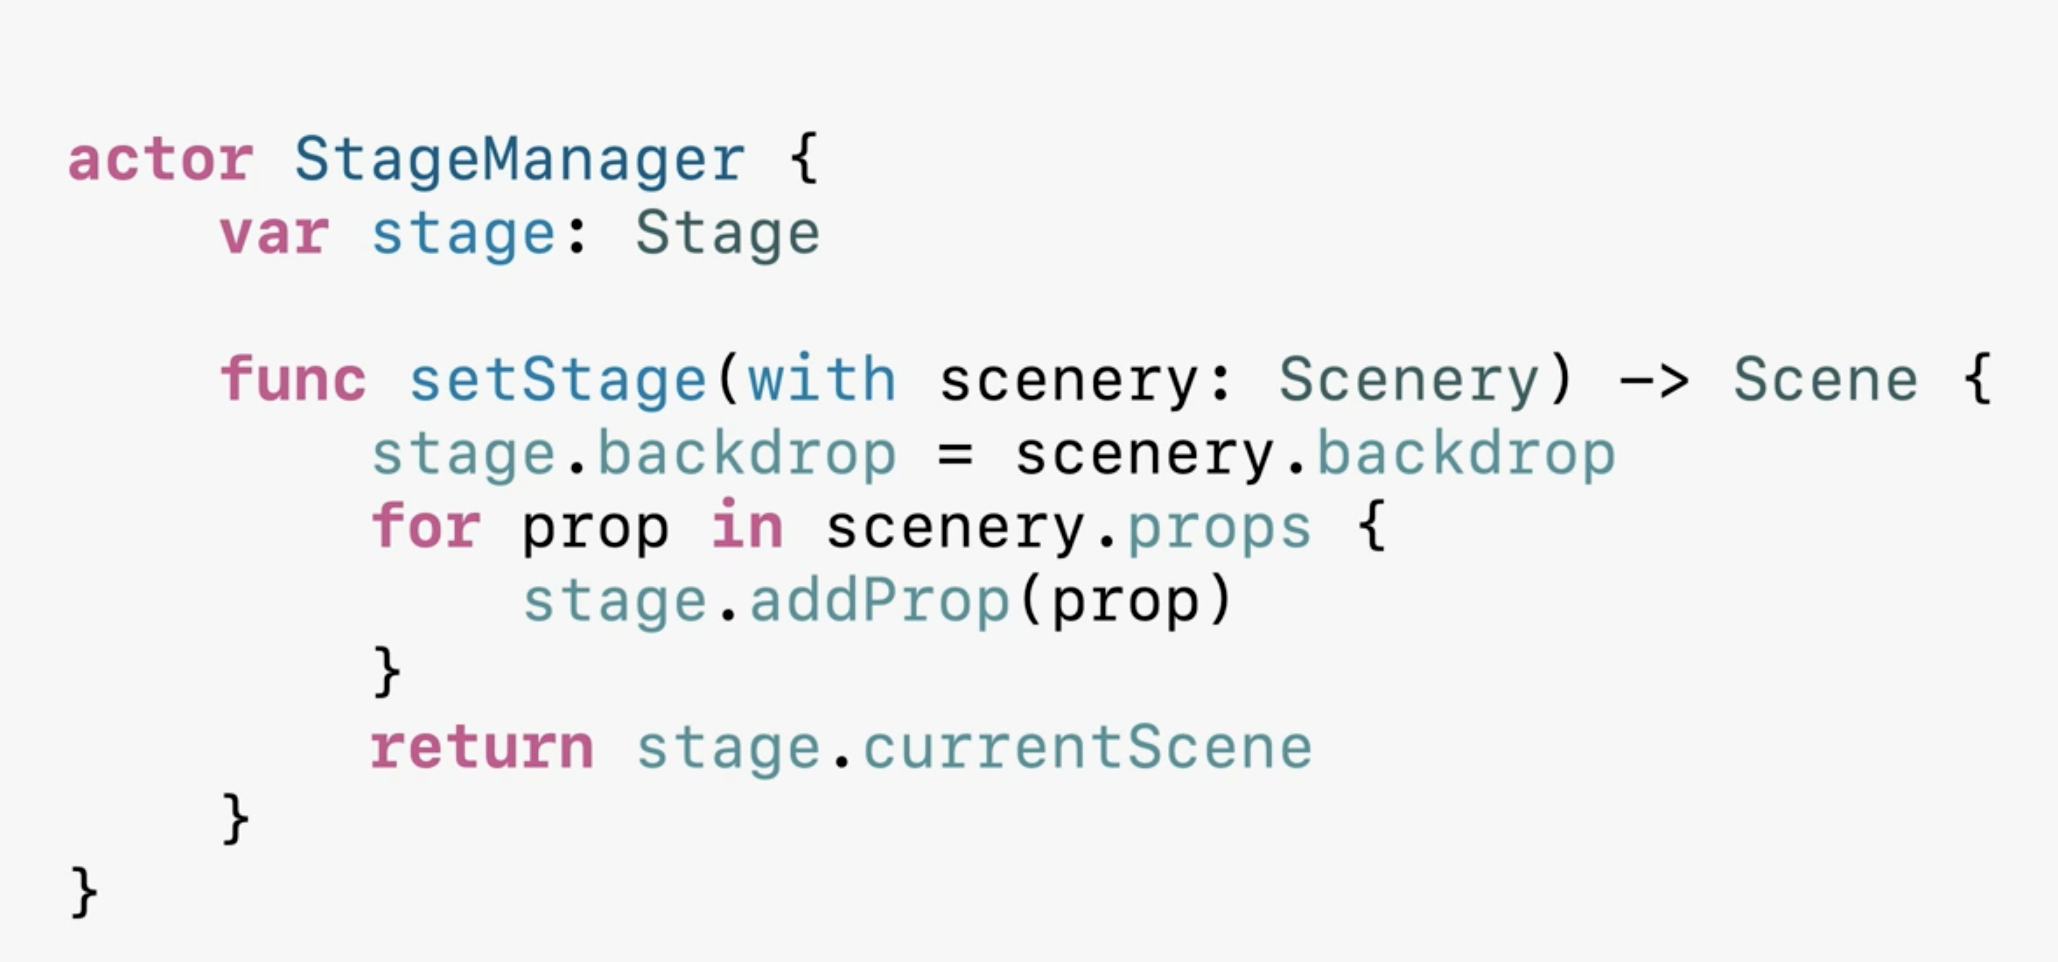 actor StageManager {
    var stage: Stage

    func setStage(with scenery: Scenery) -> Scene {
        stage.backdrop = scenery.backdrop
        for prop in scenery.props {
            stage.addProp(prop)
        }
        return stage.currentScene
    }
}